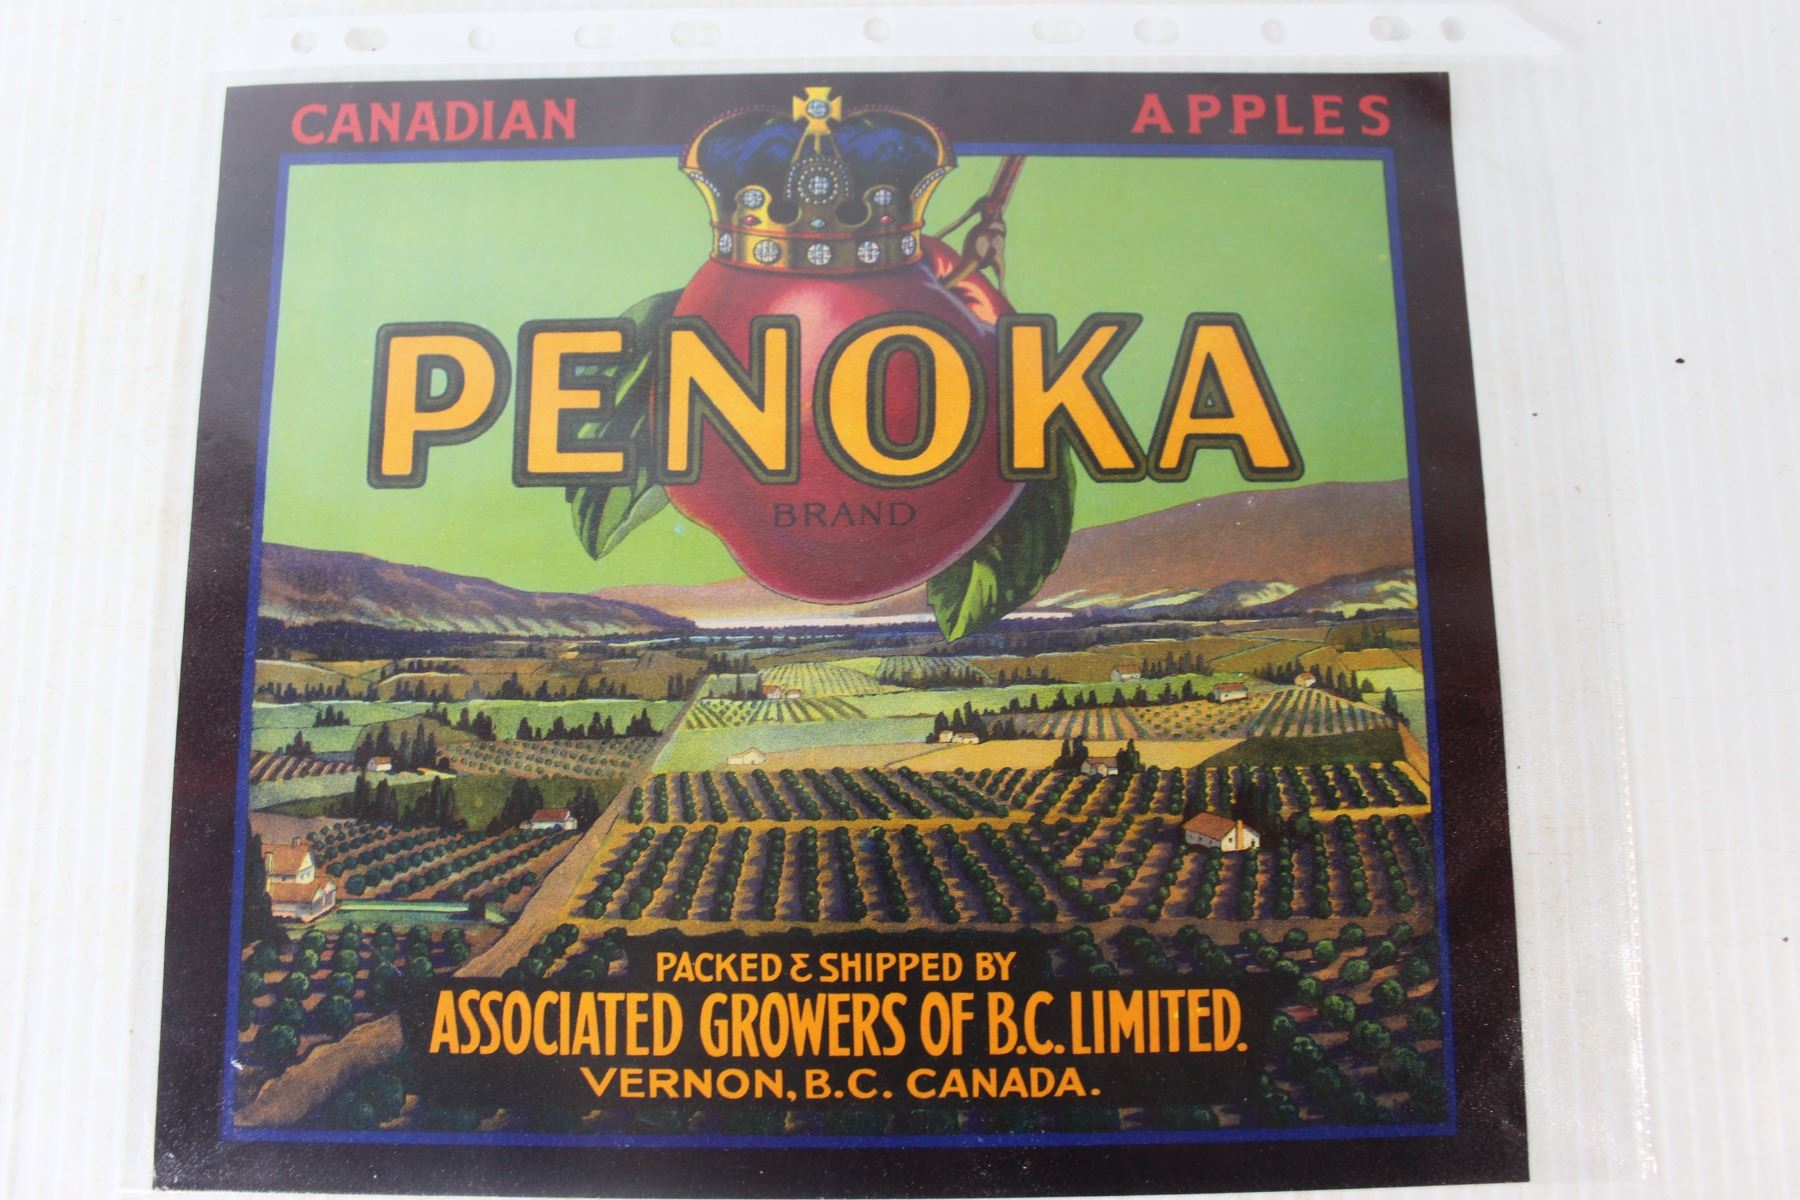 CANADIAN APPLES
PENOKA
BRAND
PACKED & SHIPPED BY
ASSOCIATED GROWERS OF B.C. LIMITED.
VERNON, B.C. CANADA.